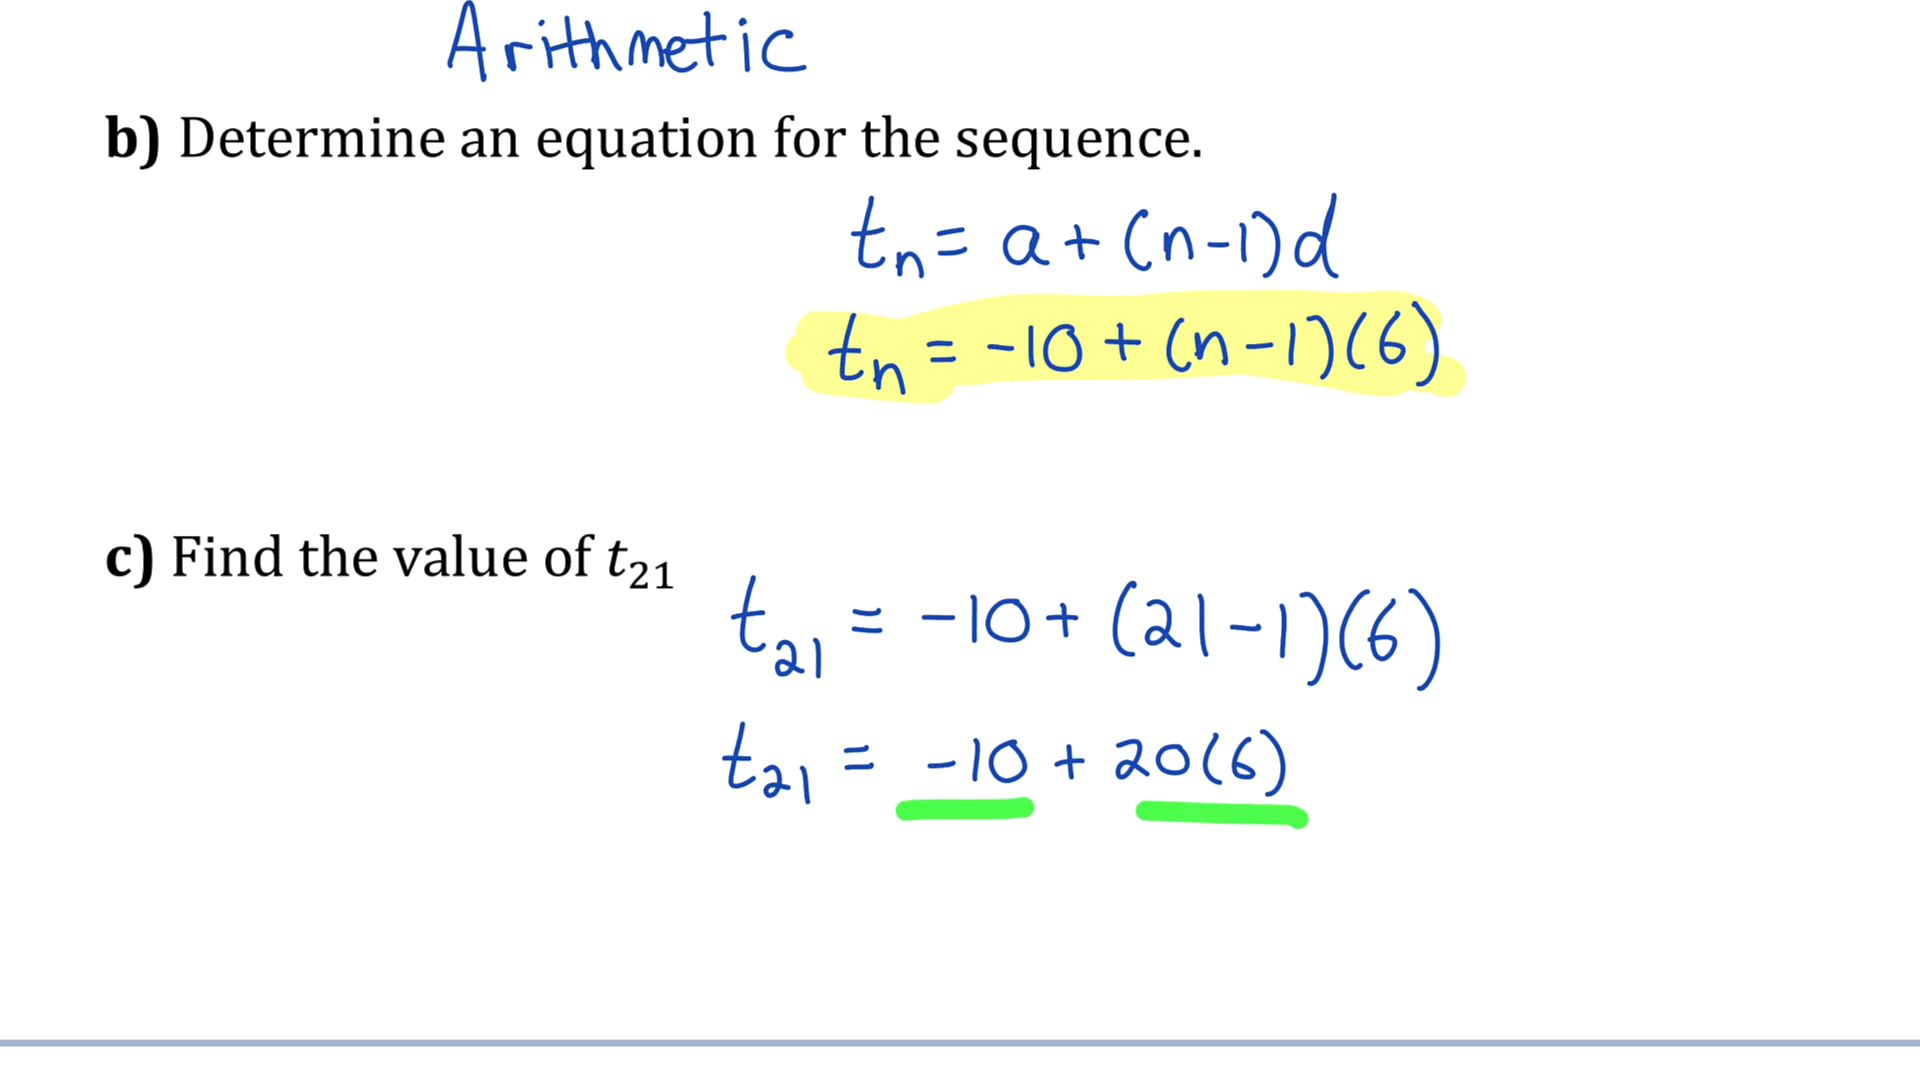 Arithmetic
b) Determine an equation for the sequence.
tₙ = a + (n-1)d
tₙ = -10 + (n-1)(6)
c) Find the value of t₂₁
t₂₁ = -10 + (21-1)(6)
t₂₁ = -10 + 20(6)